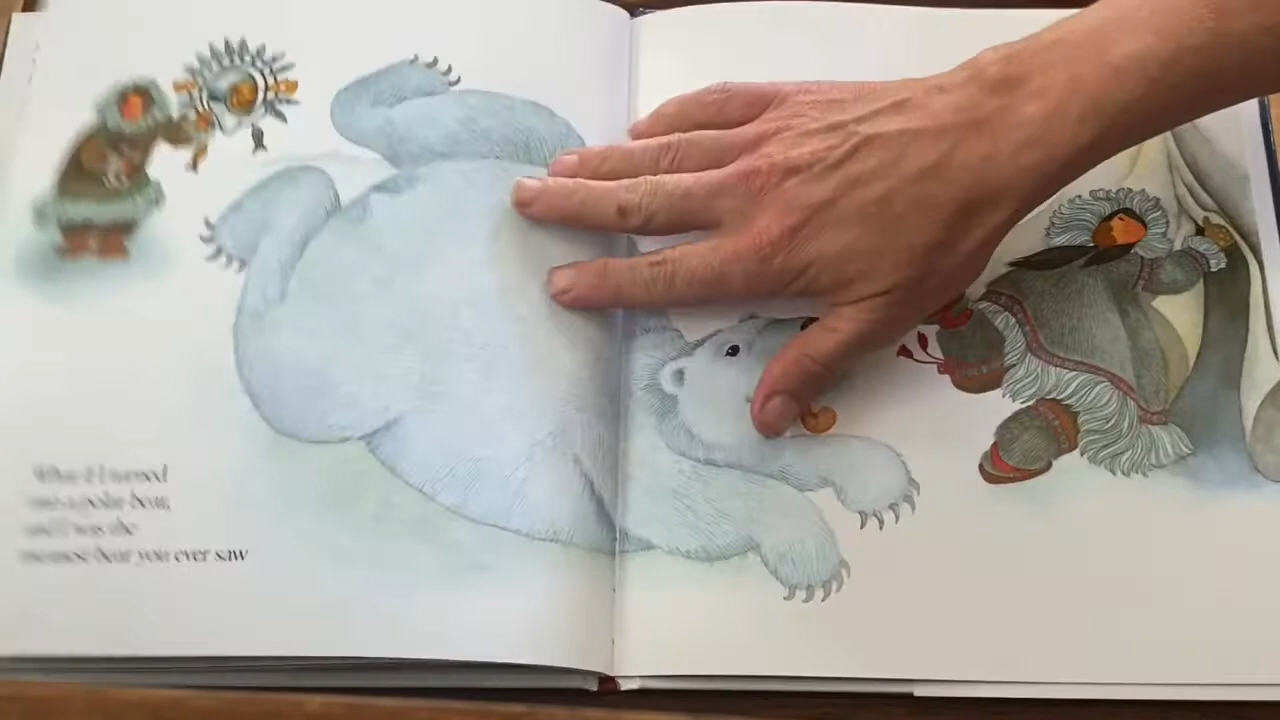 What if I turned
into a polar bear,
and I was the
meanest bear you ever saw